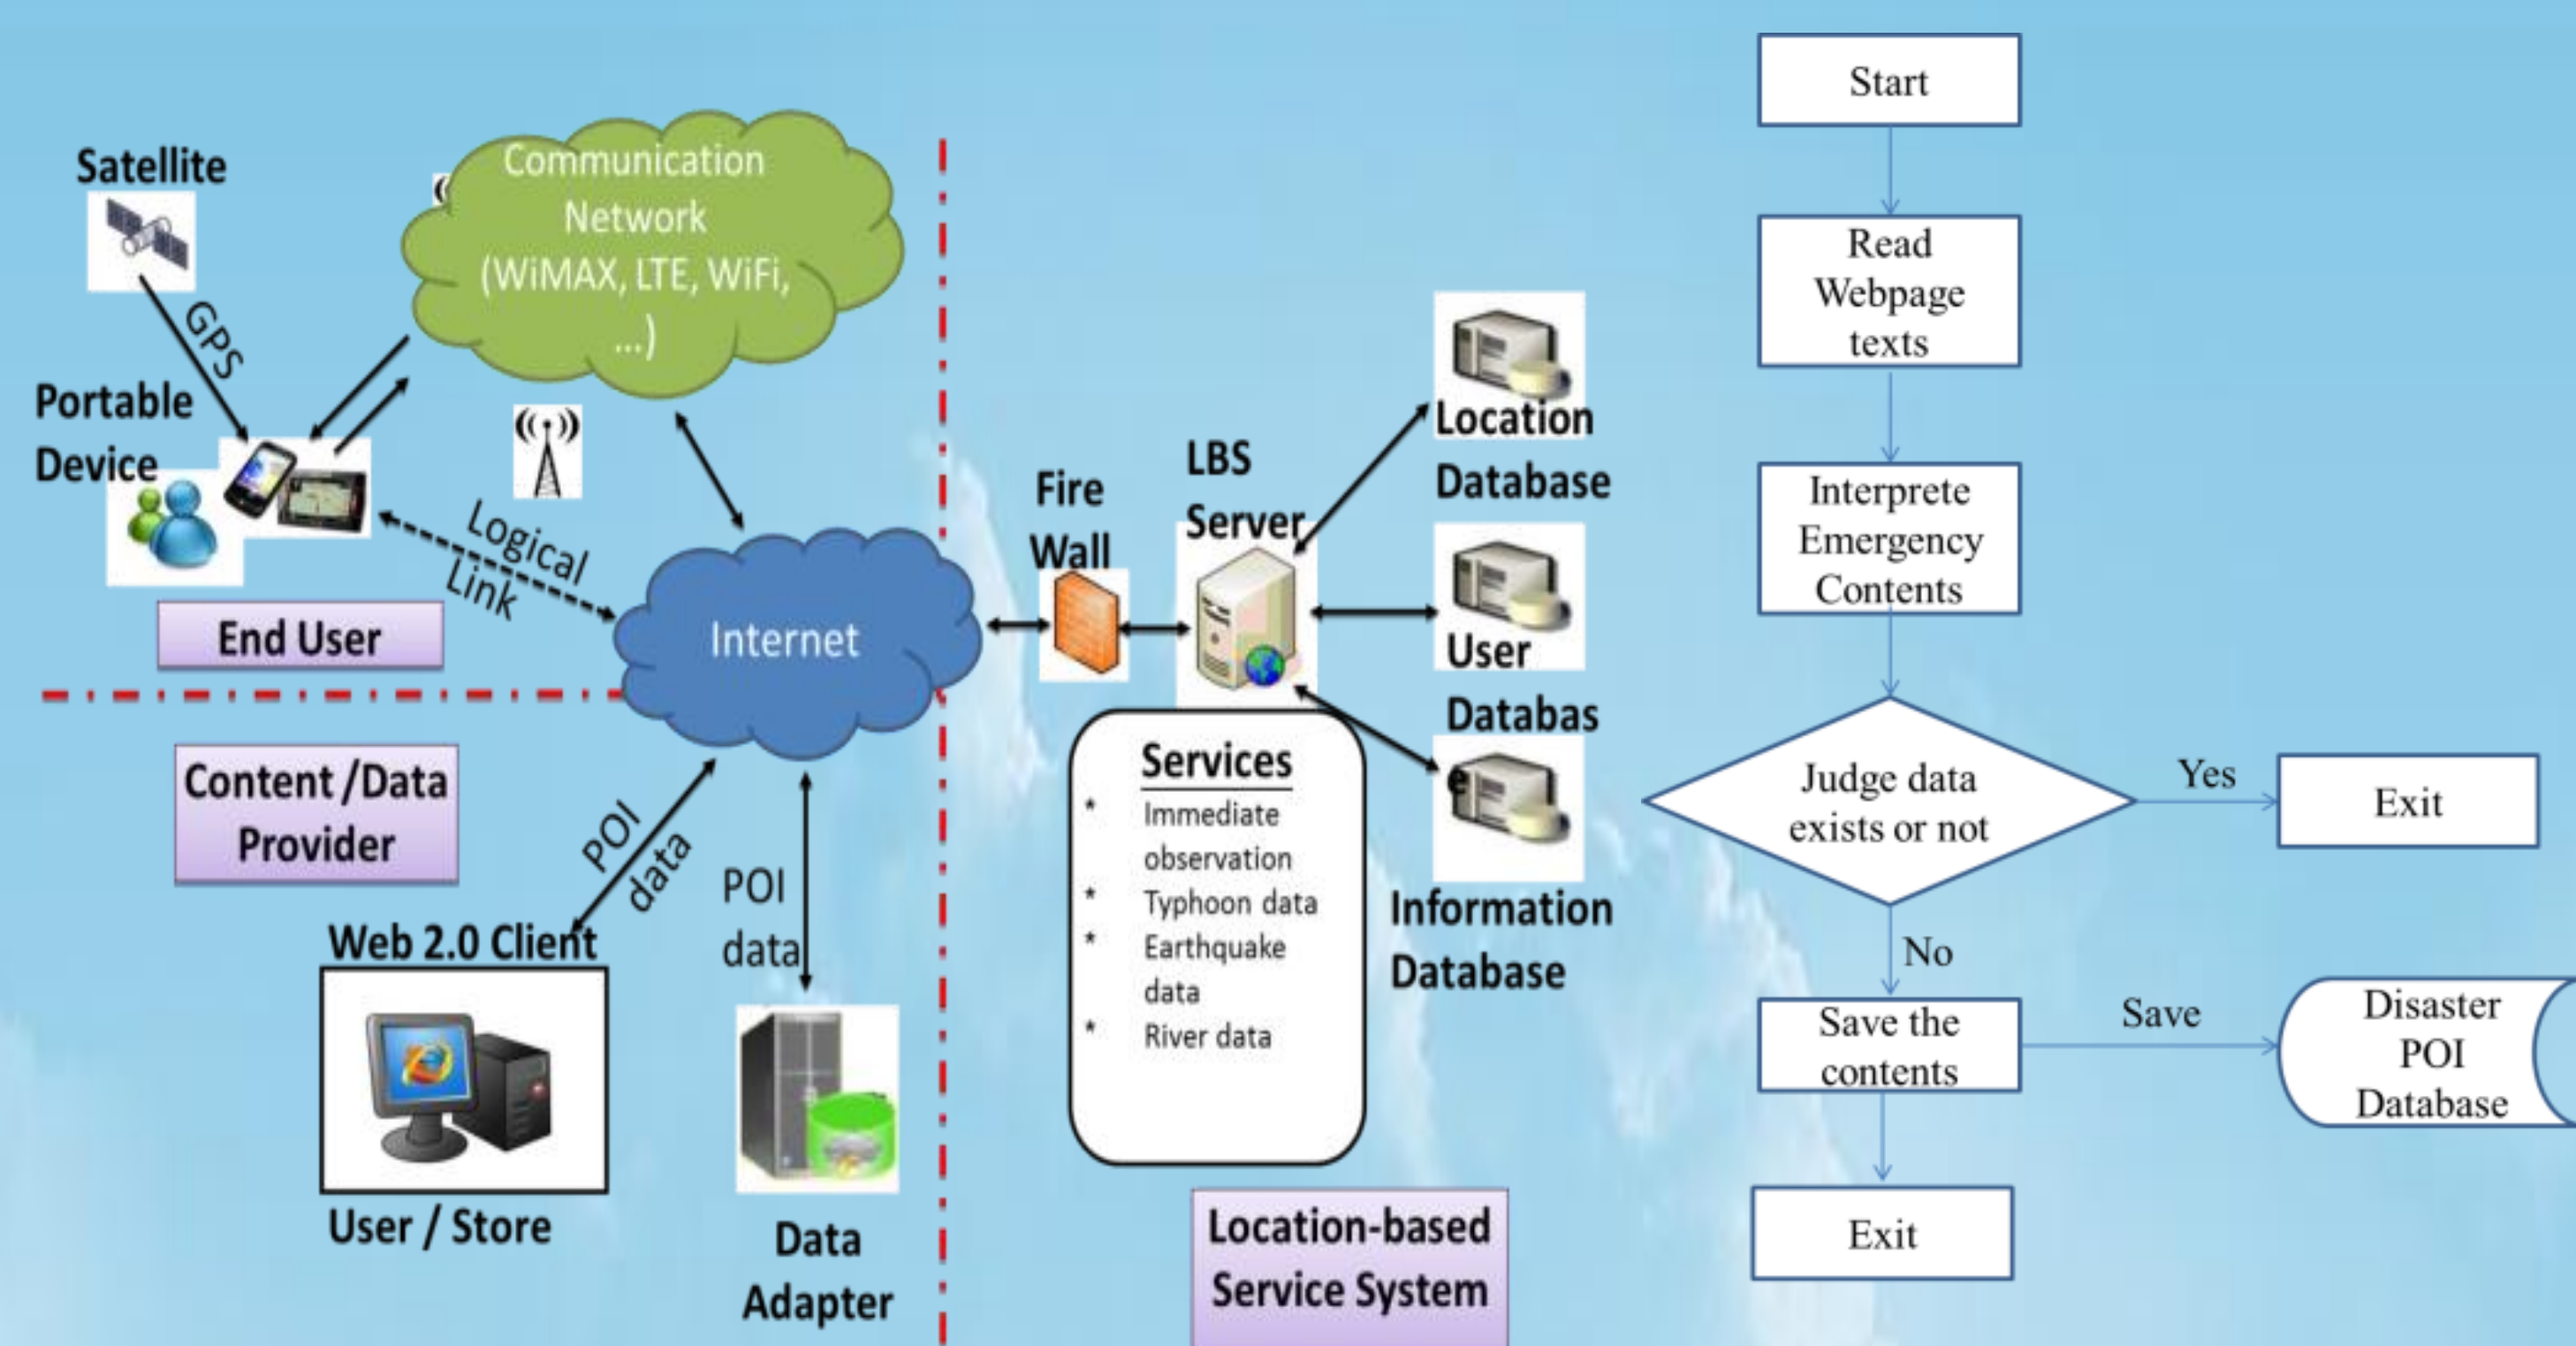 Satellite
GPS
Portable
Device
Communication
Network
(WiMAX, LTE, WiFi,
...)
Logical
Link
End User
Internet
Content /Data
Provider
POI
data
POI
data
Web 2.0 Client
User / Store
Data
Adapter
Fire
Wall
LBS
Server
Location
Database
User
Databas
e
Information
Database
Services
* Immediate
observation
* Typhoon data
* Earthquake
data
* River data
Location-based
Service System
Start
Read
Webpage
texts
Interprete
Emergency
Contents
Judge data
exists or not
Yes
Exit
No
Save the
contents
Save
Disaster
POI
Database
Exit